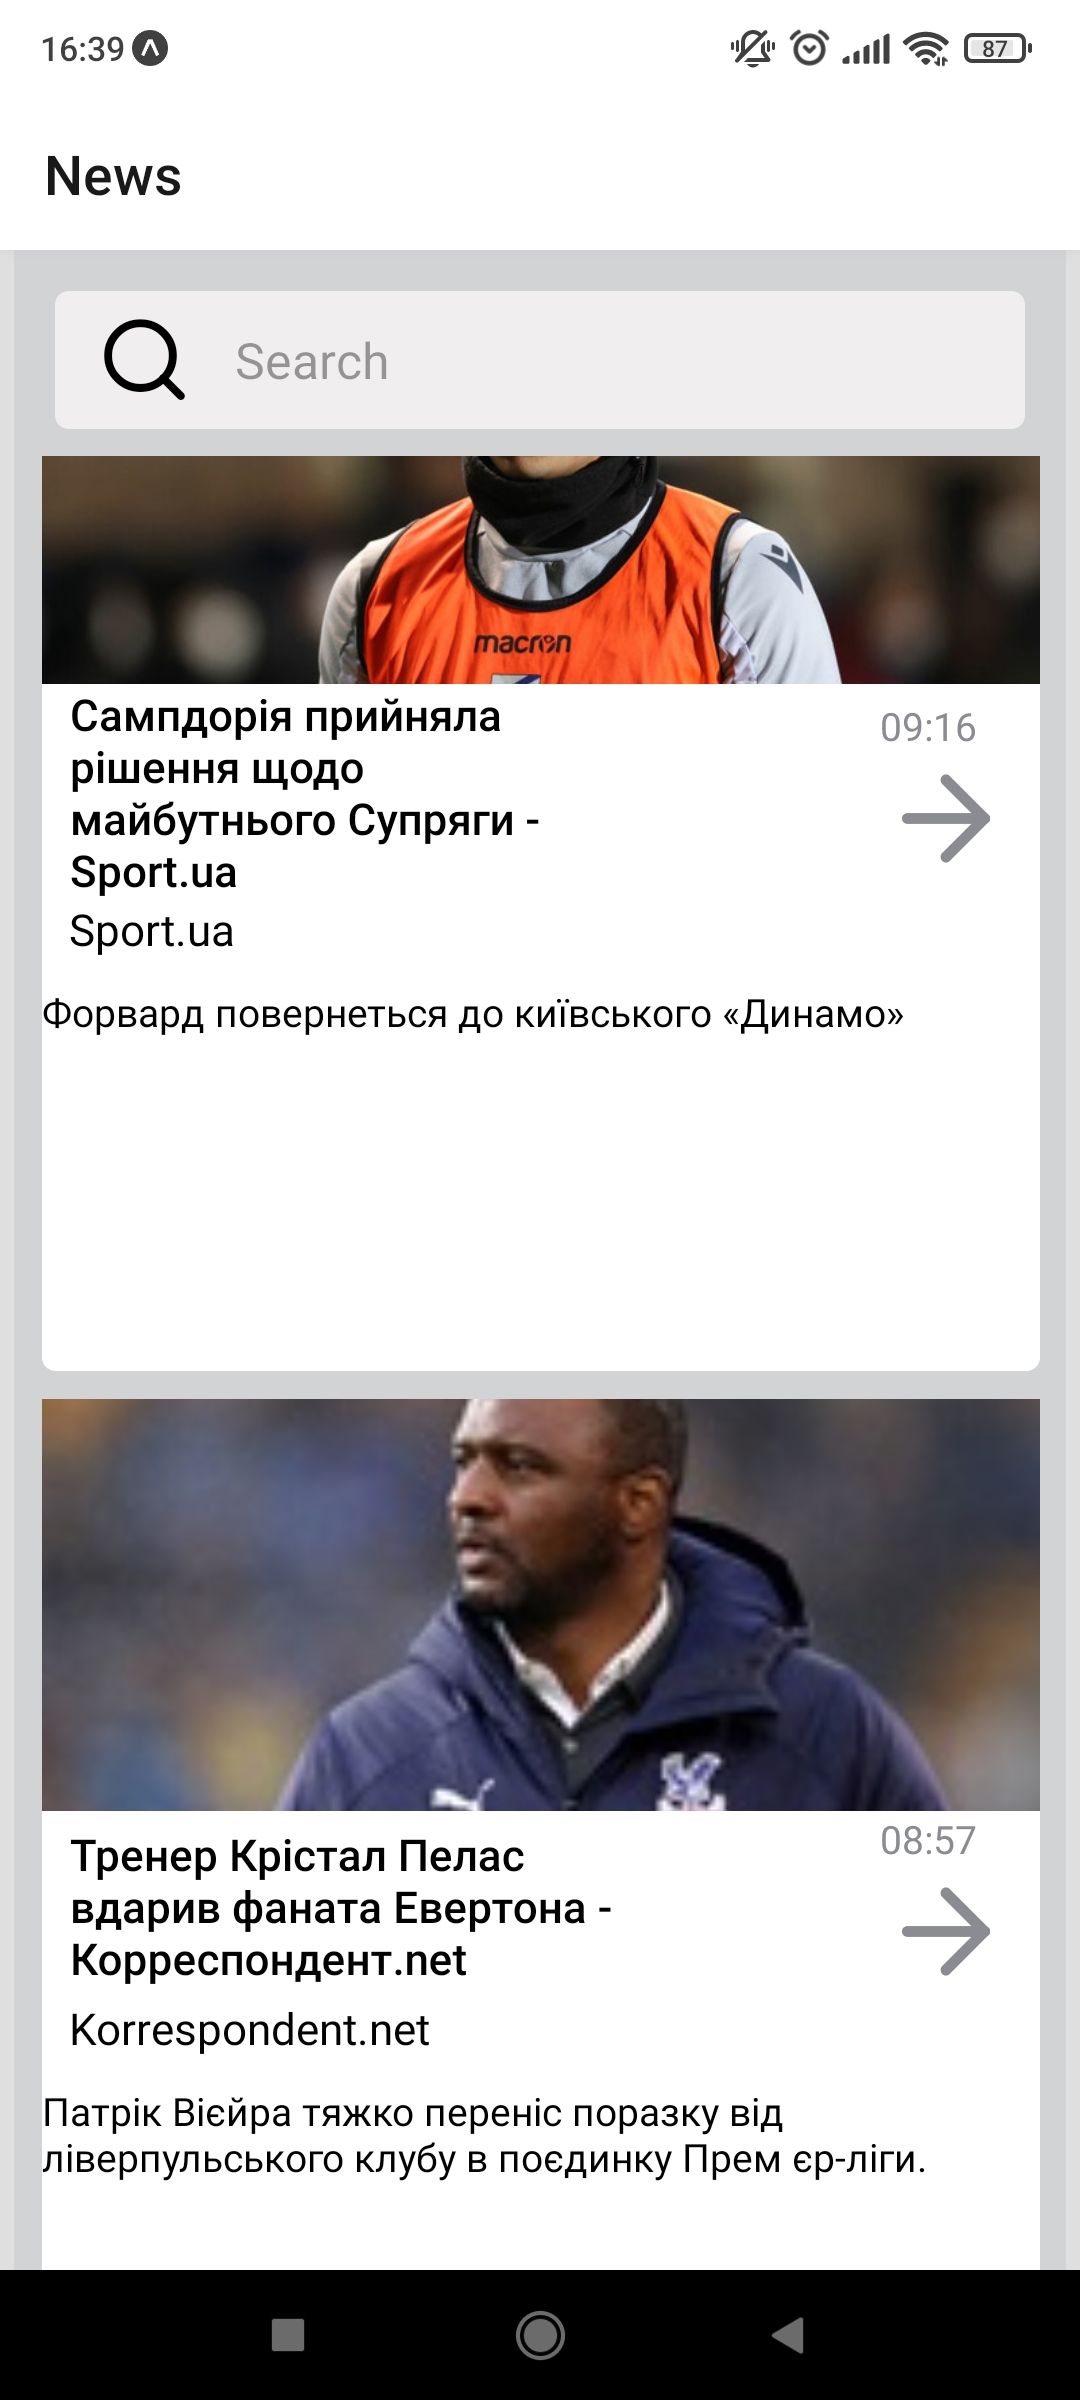 16:39
87
News
Search
macron
Сампдорія прийняла
рішення щодо
майбутнього Супряги -
Sport.ua
09:16
Sport.ua
Форвард повернеться до київського «Динамо»
Тренер Крістал Пелас
вдарив фаната Евертона -
Корреспондент.net
08:57
Korrespondent.net
Патрік Вієйра тяжко переніс поразку від
ліверпульського клубу в поєдинку Прем єр-ліги.